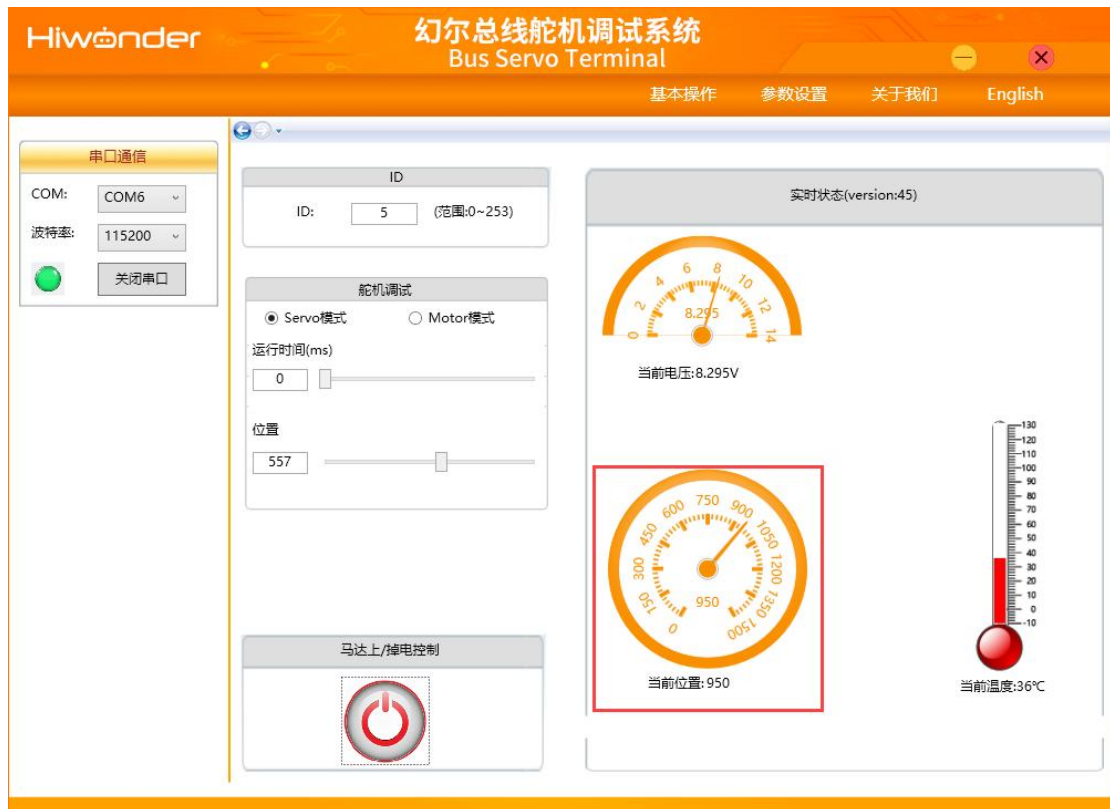 Hiwonder
幻尔总线舵机调试系统
Bus Servo Terminal
基本操作 参数设置 关于我们 English
串口通信
COM: COM6
波特率: 115200
关闭串口
ID
ID: 5 (范围:0~253)
舵机调试
Servo模式 Motor模式
运行时间(ms)
0
位置
557
马达上/掉电控制
实时状态(version:45)
0 2 4 6 8 10 12 14
8.295
当前电压:8.295V
0 150 300 450 600 750 900 1050 1200 1350 1500
950
当前位置:950
130
120
110
100
90
80
70
60
50
40
30
20
10
0
-10
当前温度:36℃